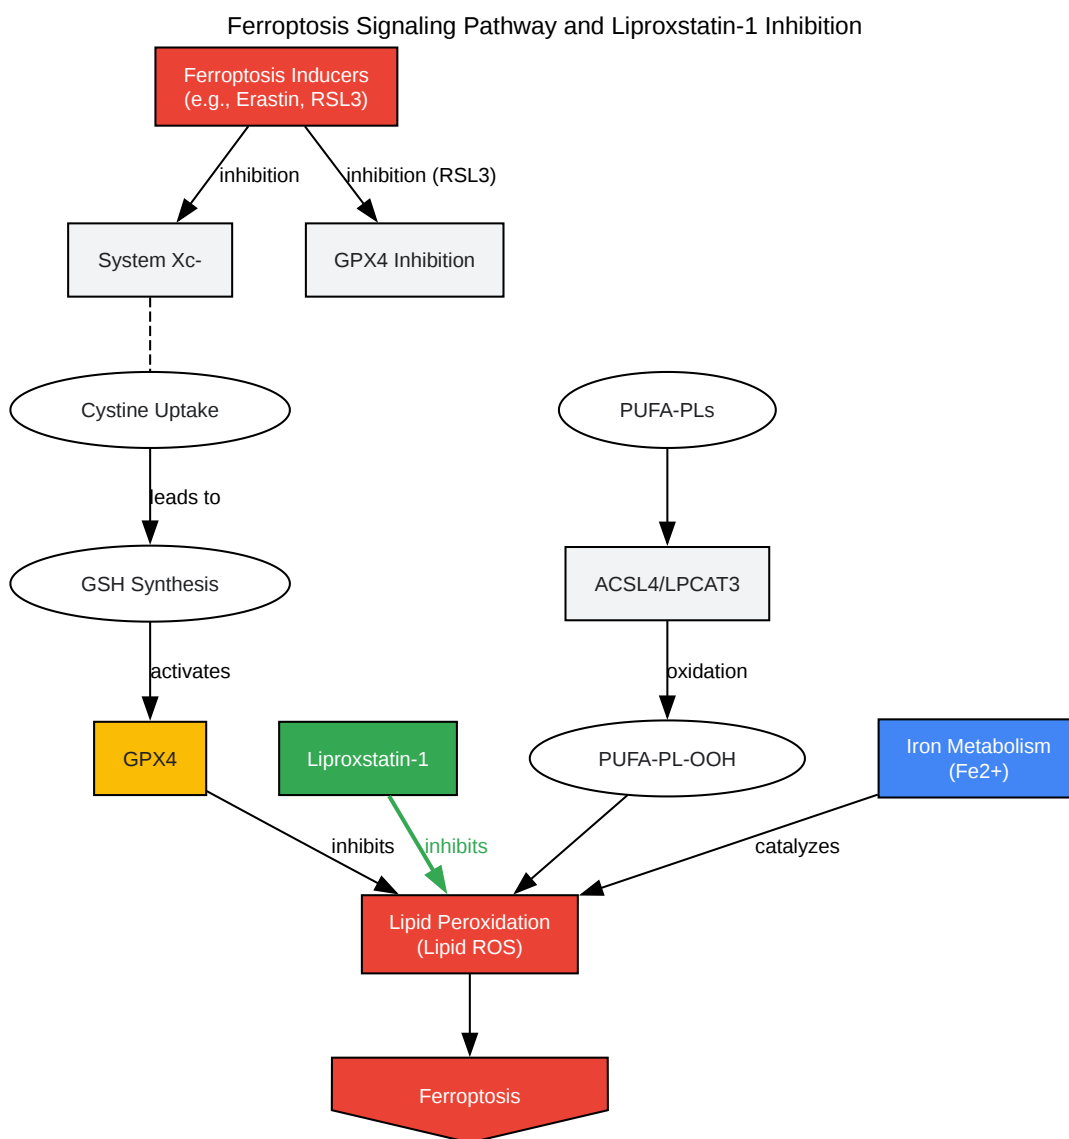 Ferroptosis Signaling Pathway and Liproxstatin-1 Inhibition
Ferroptosis Inducers
(e.g., Erastin, RSL3)
inhibition
inhibition (RSL3)
System Xc-
GPX4 Inhibition
Cystine Uptake
PUFA-PLs
leads to
GSH Synthesis
ACSL4/LPCAT3
activates
oxidation
GPX4
Liproxstatin-1
PUFA-PL-OOH
Iron Metabolism
(Fe2+)
inhibits
inhibits
catalyzes
Lipid Peroxidation
(Lipid ROS)
Ferroptosis